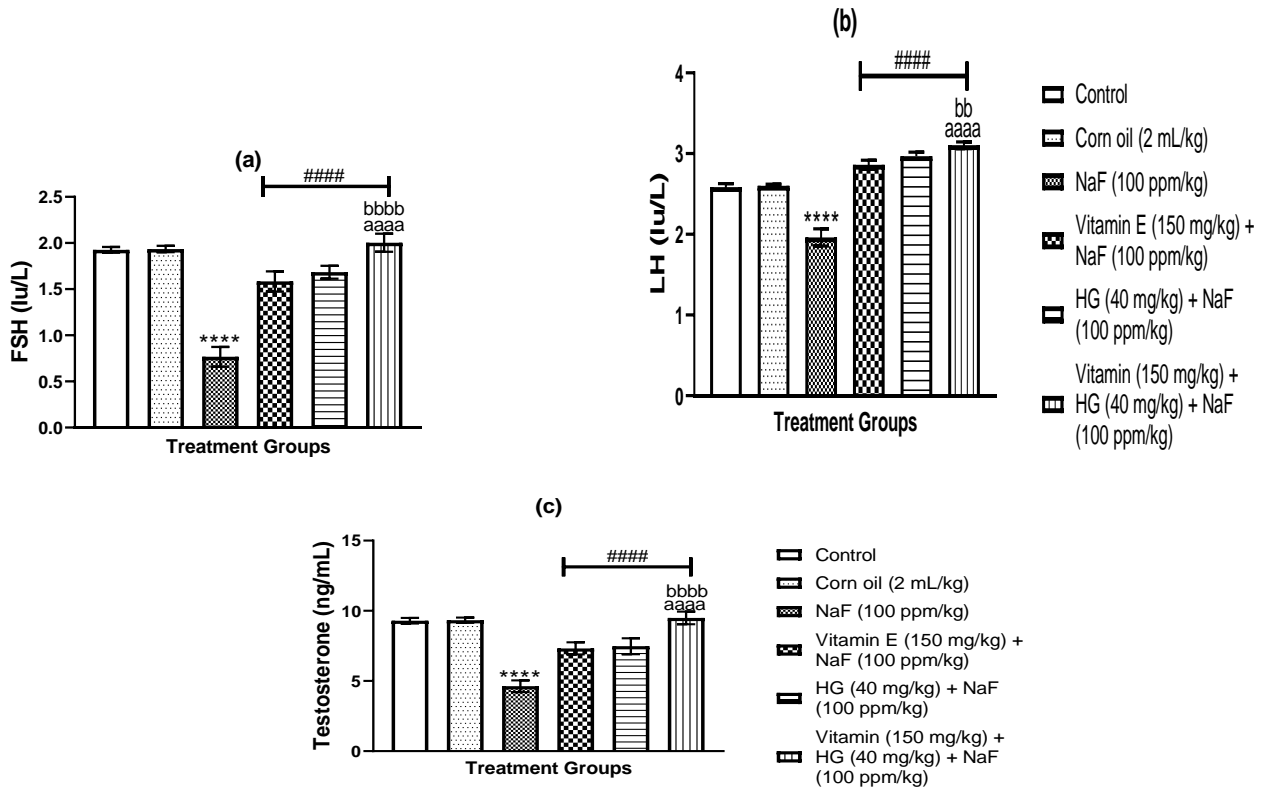 (a)
####
bbbb
aaaa
****
2.5
2.0
1.5
1.0
0.5
0.0
FSH (Iu/L)
Treatment Groups
(b)
####
bb
aaaa
****
4
3
2
1
0
LH (Iu/L)
Treatment Groups
Control
Corn oil (2 mL/kg)
NaF (100 ppm/kg)
Vitamin E (150 mg/kg) +
NaF (100 ppm/kg)
HG (40 mg/kg) + NaF
(100 ppm/kg)
Vitamin (150 mg/kg) +
HG (40 mg/kg) + NaF
(100 ppm/kg)
(c)
####
bbbb
aaaa
****
15
10
5
0
Testosterone (ng/mL)
Treatment Groups
Control
Corn oil (2 mL/kg)
NaF (100 ppm/kg)
Vitamin E (150 mg/kg) +
NaF (100 ppm/kg)
HG (40 mg/kg) + NaF
(100 ppm/kg)
Vitamin (150 mg/kg) +
HG (40 mg/kg) + NaF
(100 ppm/kg)